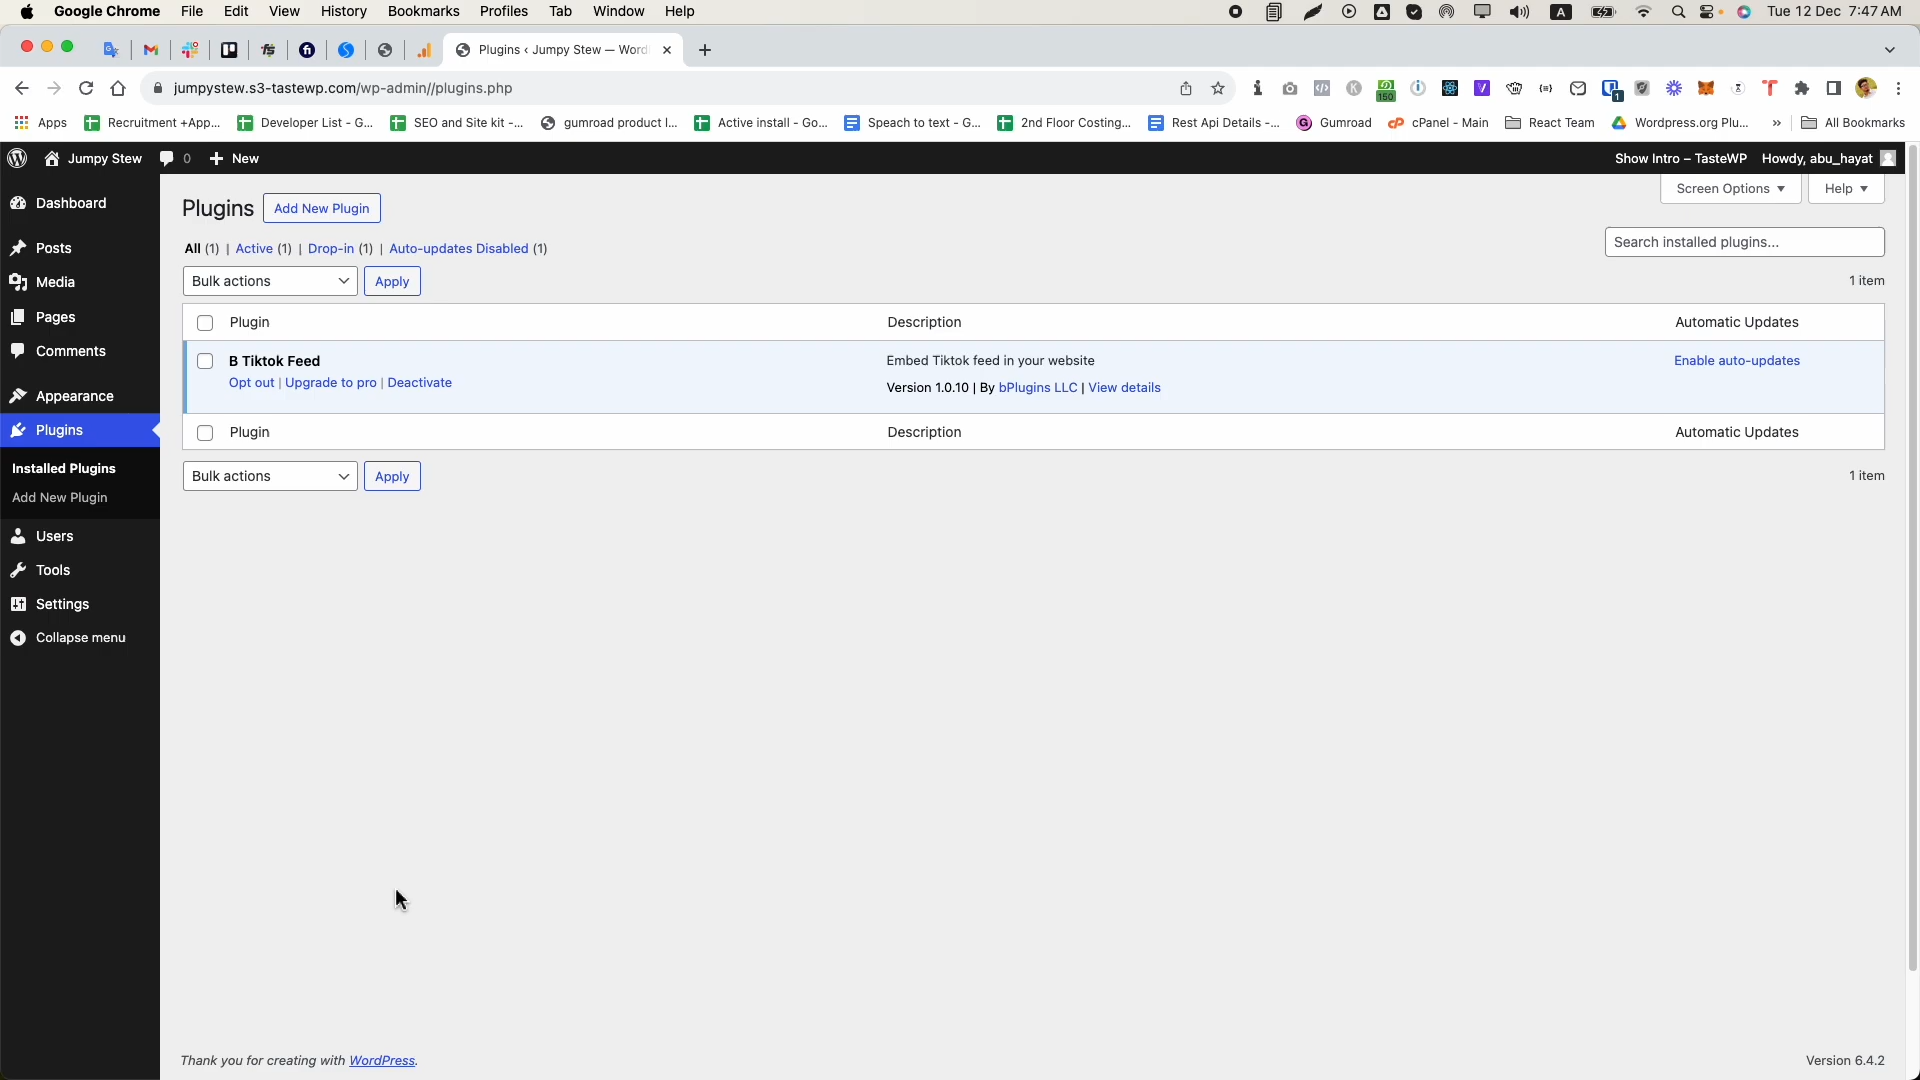 Google Chrome File Edit View History Bookmarks Profiles Tab Window Help A Tue 12 Dec 7:47 AM
Plugins ‹ Jumpy Stew — Word
jumpystew.s3-tastewp.com/wp-admin//plugins.php
150
1
Apps Recruitment +App... Developer List - G... SEO and Site kit -... gumroad product l... Active install - Go... Speach to text - G... 2nd Floor Costing... Rest Api Details -... Gumroad cPanel - Main React Team Wordpress.org Plu... » All Bookmarks
Jumpy Stew 0 New Show Intro – TasteWP Howdy, abu_hayat
Screen Options Help
Dashboard
Posts
Media
Pages
Comments
Appearance
Plugins
Installed Plugins
Add New Plugin
Users
Tools
Settings
Collapse menu
Plugins Add New Plugin
All (1) | Active (1) | Drop-in (1) | Auto-updates Disabled (1)
Search installed plugins...
Bulk actions Apply 1 item
Plugin Description Automatic Updates
B Tiktok Feed Embed Tiktok feed in your website Enable auto-updates
Opt out | Upgrade to pro | Deactivate Version 1.0.10 | By bPlugins LLC | View details
Plugin Description Automatic Updates
Bulk actions Apply 1 item
Thank you for creating with WordPress. Version 6.4.2